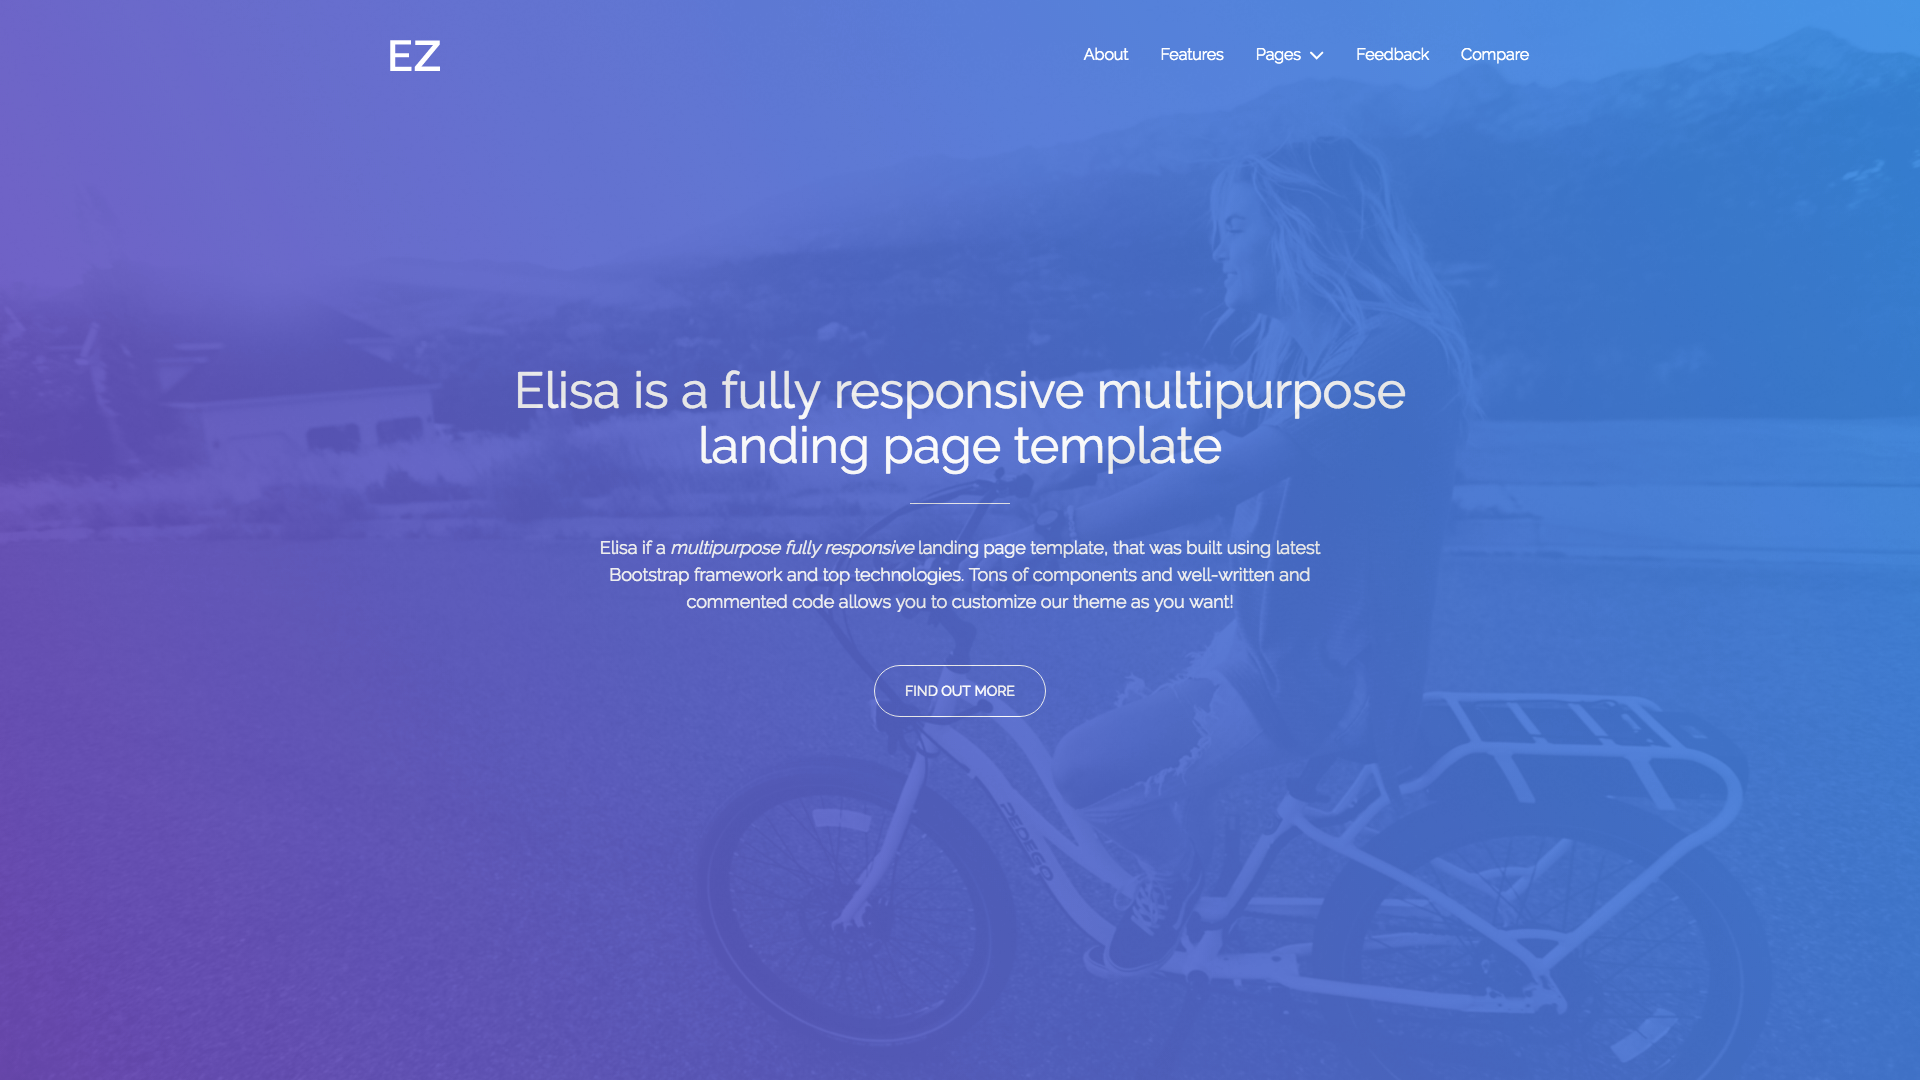 EZ
About Features Pages Feedback Compare
Elisa is a fully responsive multipurpose
landing page template
Elisa if a multipurpose fully responsive landing page template, that was built using latest
Bootstrap framework and top technologies. Tons of components and well-written and
commented code allows you to customize our theme as you want!
FIND OUT MORE
PEDEGO